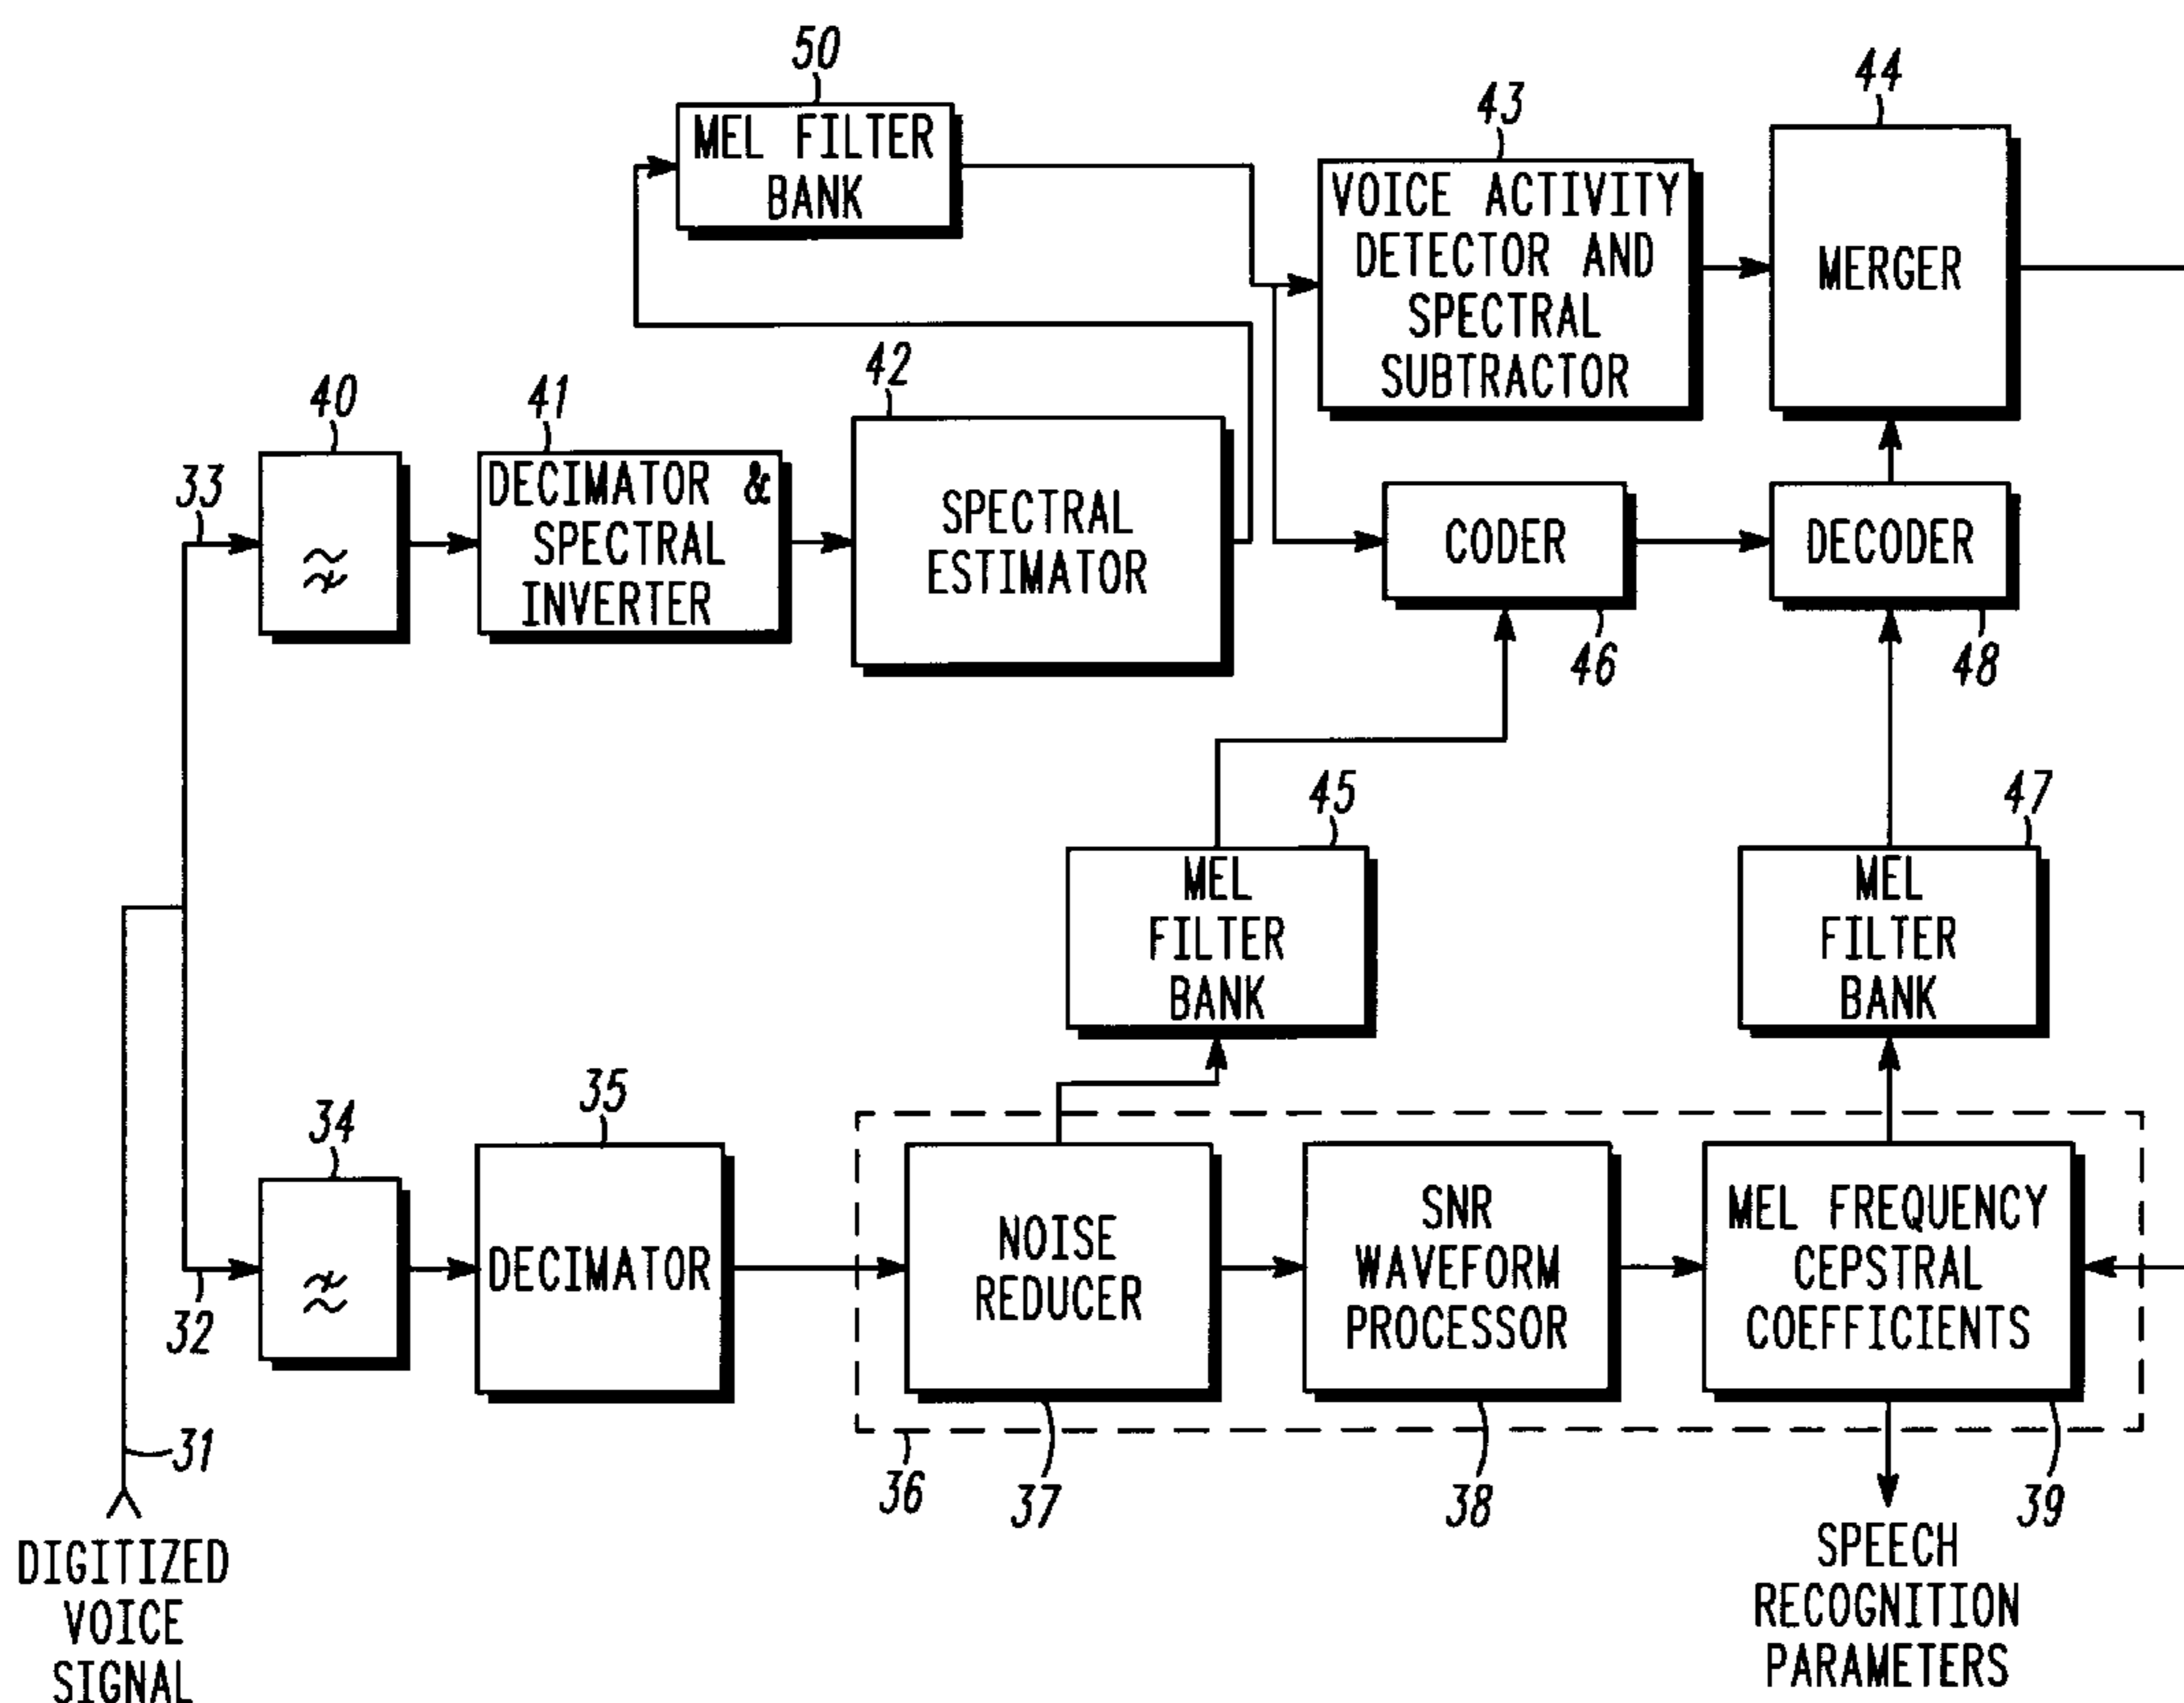 50
MEL FILTER
BANK
43
VOICE ACTIVITY
DETECTOR AND
SPECTRAL
SUBTRACTOR
44
MERGER
33
40
41
DECIMATOR &
SPECTRAL
INVERTER
42
SPECTRAL
ESTIMATOR
CODER
46
DECODER
48
45
MEL
FILTER
BANK
47
MEL
FILTER
BANK
32
34
35
DECIMATOR
NOISE
REDUCER
SNR
WAVEFORM
PROCESSOR
MEL FREQUENCY
CEPSTRAL
COEFFICIENTS
31
36
37
38
39
DIGITIZED
VOICE
SIGNAL
SPEECH
RECOGNITION
PARAMETERS